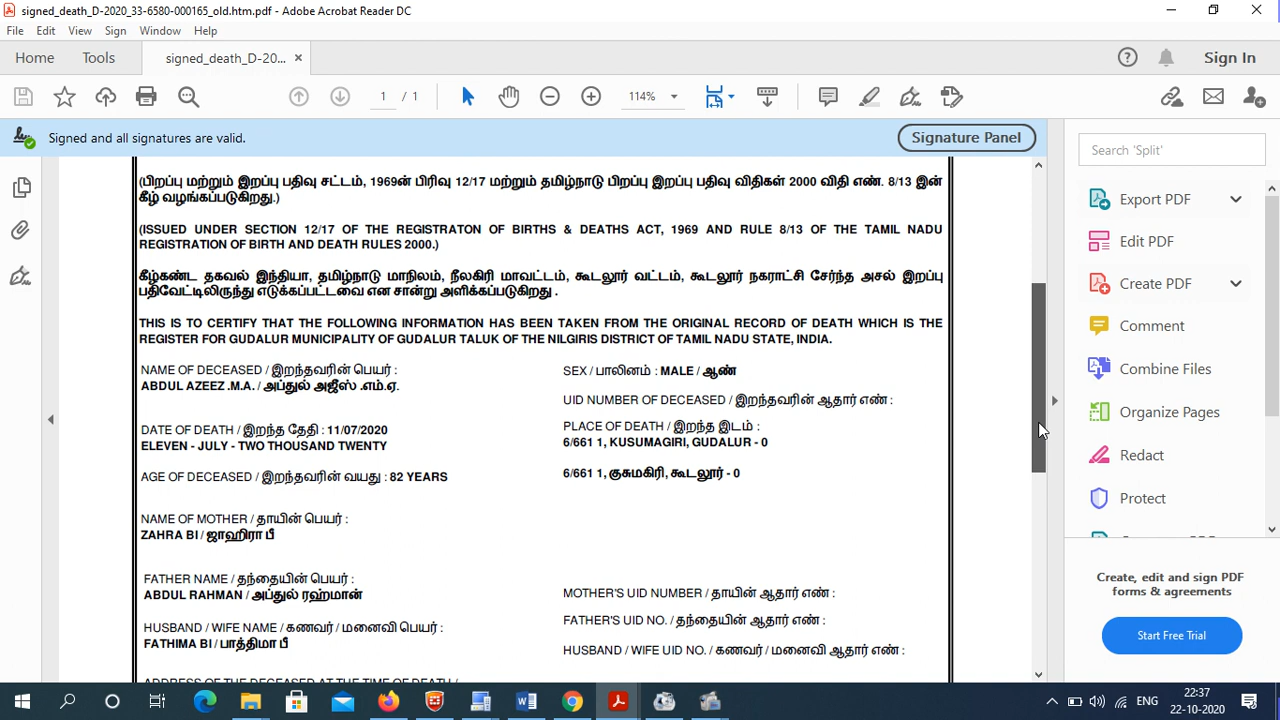 signed_death_D-2020_33-6580-000165_old.htm.pdf - Adobe Acrobat Reader DC
File Edit View Sign Window Help
Home Tools signed_death_D-20... Sign In
1 / 1 114%
Signed and all signatures are valid. Signature Panel
(பிறப்பு மற்றும் இறப்பு பதிவு சட்டம், 1969ன் பிரிவு 12/17 மற்றும் தமிழ்நாடு பிறப்பு இறப்பு பதிவு விதிகள் 2000 விதி எண். 8/13 இன்
கீழ் வழங்கப்படுகிறது.)
(ISSUED UNDER SECTION 12/17 OF THE REGISTRATON OF BIRTHS & DEATHS ACT, 1969 AND RULE 8/13 OF THE TAMIL NADU
REGISTRATION OF BIRTH AND DEATH RULES 2000.)
கீழ்கண்ட தகவல் இந்தியா, தமிழ்நாடு மாநிலம், நீலகிரி மாவட்டம், கூடலூர் வட்டம், கூடலூர் நகராட்சி சேர்ந்த அசல் இறப்பு
பதிவேட்டிலிருந்து எடுக்கப்பட்டவை என சான்று அளிக்கப்படுகிறது .
THIS IS TO CERTIFY THAT THE FOLLOWING INFORMATION HAS BEEN TAKEN FROM THE ORIGINAL RECORD OF DEATH WHICH IS THE
REGISTER FOR GUDALUR MUNICIPALITY OF GUDALUR TALUK OF THE NILGIRIS DISTRICT OF TAMIL NADU STATE, INDIA.
NAME OF DECEASED / இறந்தவரின் பெயர் :
ABDUL AZEEZ .M.A. / அப்துல் அஜீஸ் .எம்.ஏ.
SEX / பாலினம் : MALE / ஆண்
UID NUMBER OF DECEASED / இறந்தவரின் ஆதார் எண் :
DATE OF DEATH / இறந்த தேதி : 11/07/2020
ELEVEN - JULY - TWO THOUSAND TWENTY
PLACE OF DEATH / இறந்த இடம் :
6/661 1, KUSUMAGIRI, GUDALUR - 0
AGE OF DECEASED / இறந்தவரின் வயது : 82 YEARS
6/661 1, குசுமகிரி, கூடலூர் - 0
NAME OF MOTHER / தாயின் பெயர் :
ZAHRA BI / ஜாஹிரா பீ
FATHER NAME / தந்தையின் பெயர் :
ABDUL RAHMAN / அப்துல் ரஹ்மான்
MOTHER'S UID NUMBER / தாயின் ஆதார் எண் :
FATHER'S UID NO. / தந்தையின் ஆதார் எண் :
HUSBAND / WIFE NAME / கணவர் / மனைவி பெயர் :
FATHIMA BI / பாத்திமா பீ
HUSBAND / WIFE UID NO. / கணவர் / மனைவி ஆதார் எண் :
ADDRESS OF THE DECEASED AT THE TIME OF DEATH /
Search 'Split'
Export PDF
Edit PDF
Create PDF
Comment
Combine Files
Organize Pages
Redact
Protect
Create, edit and sign PDF
forms & agreements
Start Free Trial
ENG 22:37
22-10-2020